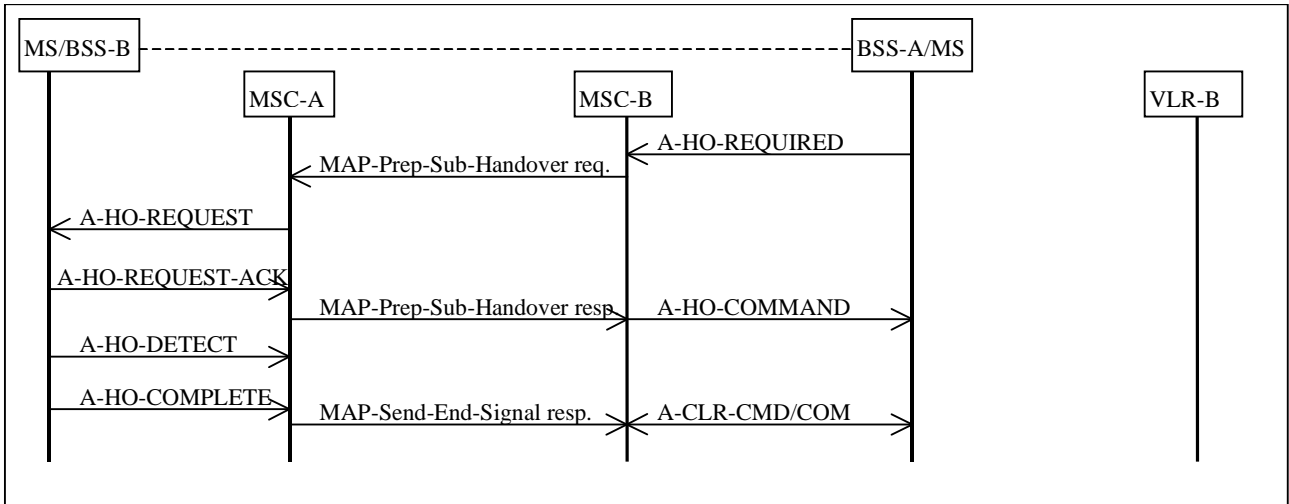 MS/BSS-B
BSS-A/MS
MSC-A
MSC-B
VLR-B
A-HO-REQUIRED
MAP-Prep-Sub-Handover req.
A-HO-REQUEST
A-HO-REQUEST-ACK
MAP-Prep-Sub-Handover resp.
A-HO-COMMAND
A-HO-DETECT
A-HO-COMPLETE
MAP-Send-End-Signal resp.
A-CLR-CMD/COM